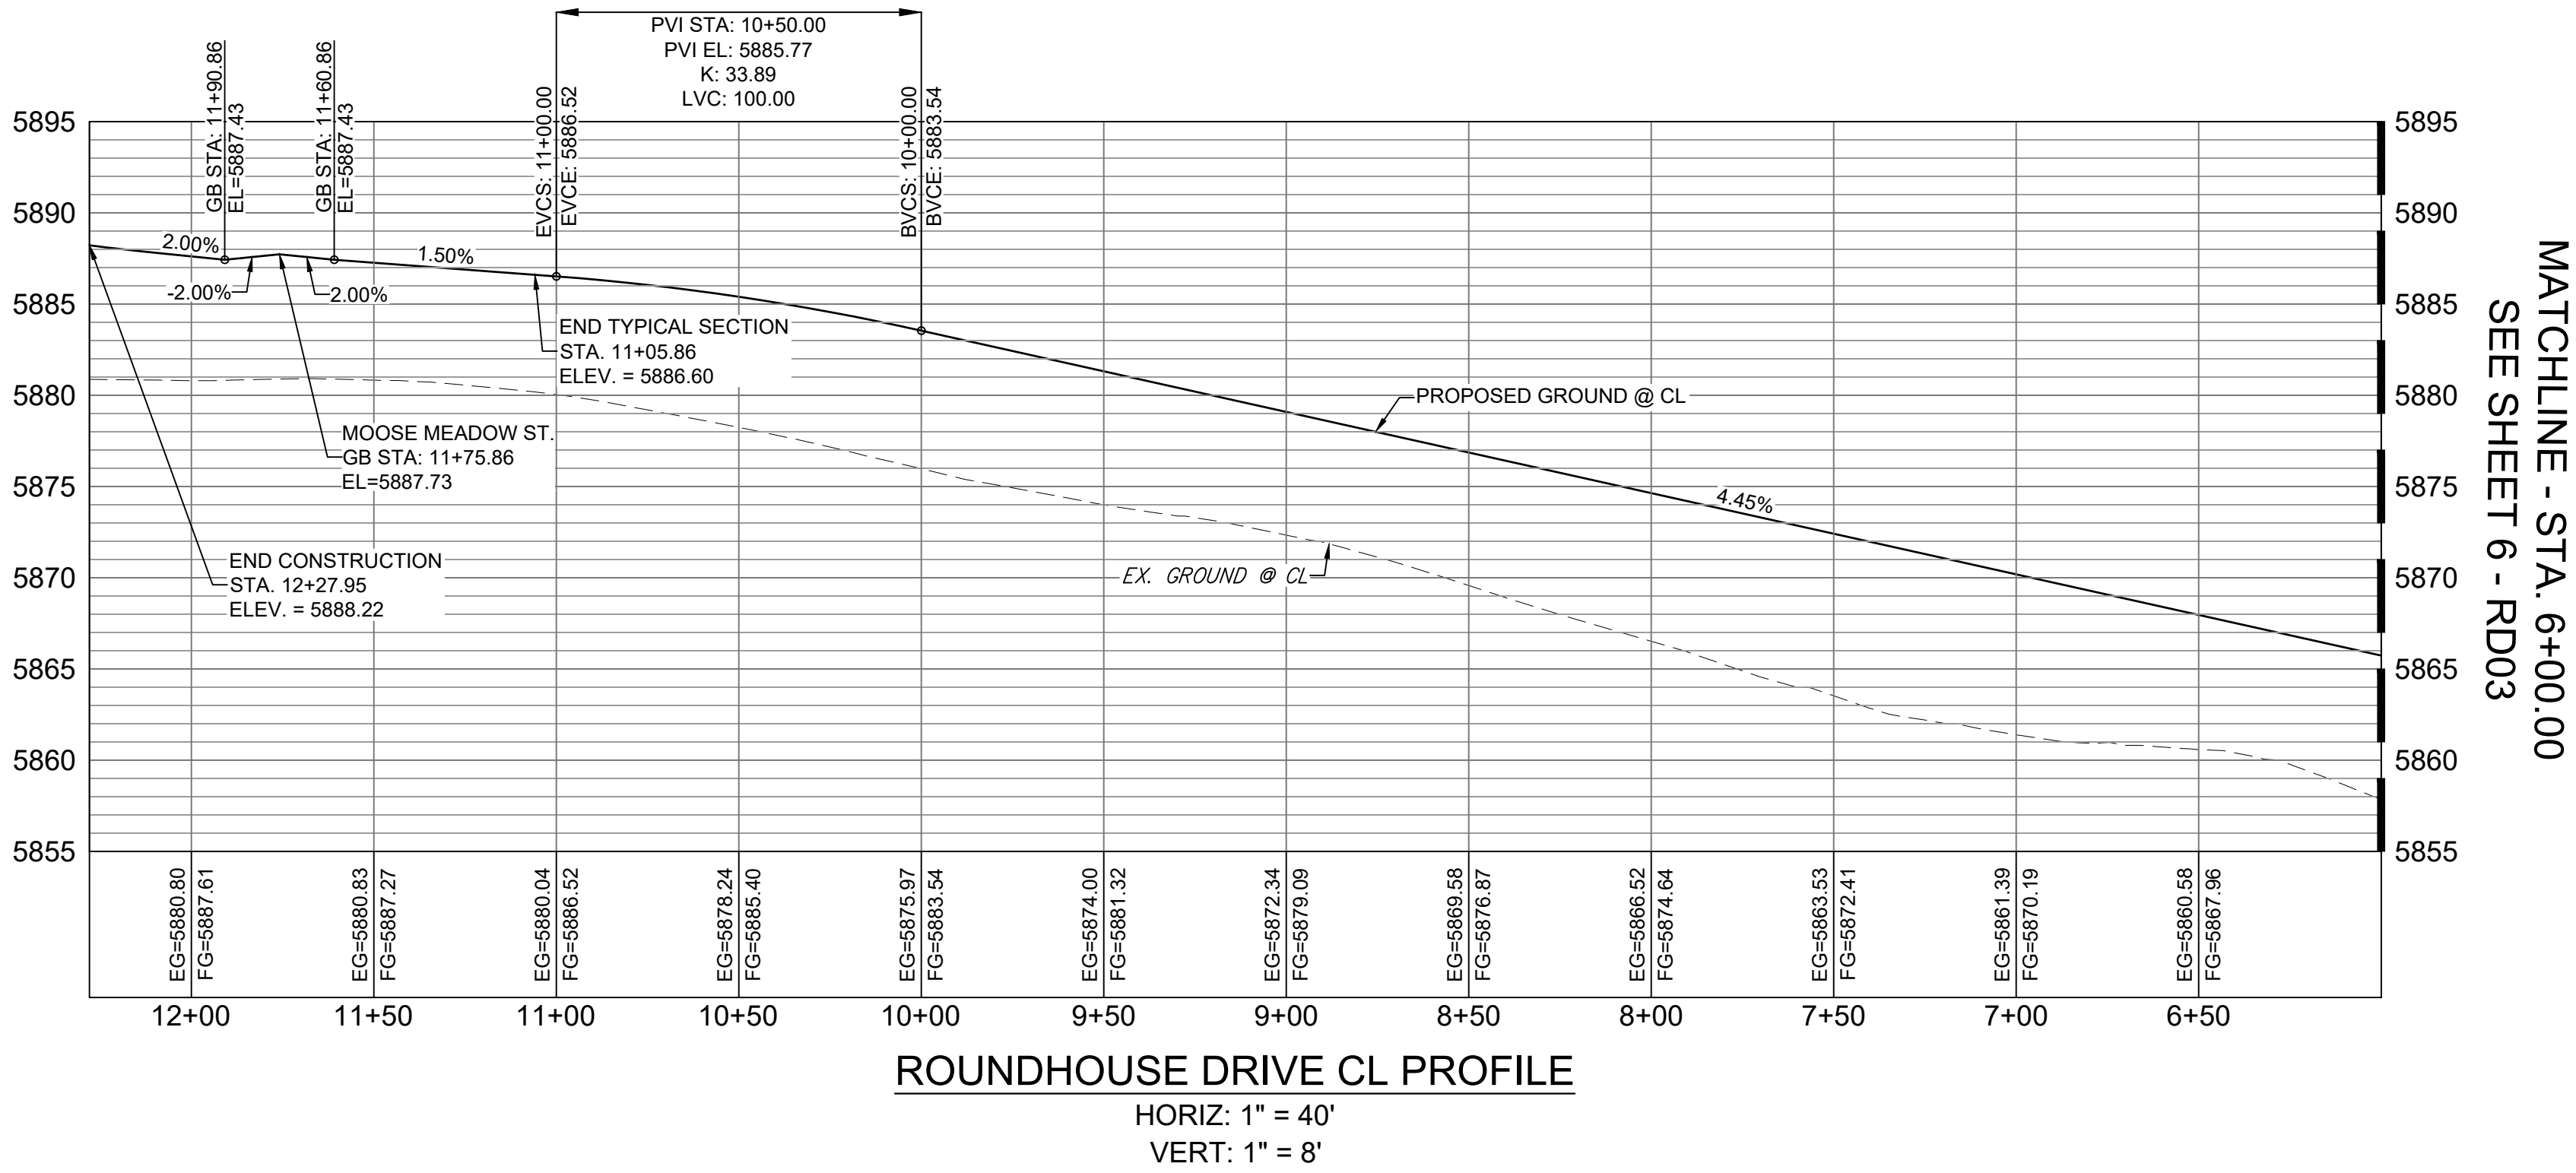 PVI STA: 10+50.00
PVI EL: 5885.77
K: 33.89
LVC: 100.00
GB STA: 11+90.86
EL=5887.43
GB STA: 11+60.86
EL=5887.43
EVCS: 11+00.00
EVCE: 5886.52
BVCS: 10+00.00
BVCE: 5883.54
5895
5890
5885
5880
5875
5870
5865
5860
5855
5895
5890
5885
5880
5875
5870
5865
5860
5855
2.00%
-2.00%
2.00%
1.50%
END TYPICAL SECTION
STA. 11+05.86
ELEV. = 5886.60
MOOSE MEADOW ST.
GB STA: 11+75.86
EL=5887.73
END CONSTRUCTION
STA. 12+27.95
ELEV. = 5888.22
PROPOSED GROUND @ CL
EX. GROUND @ CL
4.45%
MATCHLINE - STA. 6+00.00
SEE SHEET 6 - RD03
EG=5880.80
FG=5887.61
EG=5880.83
FG=5887.27
EG=5880.04
FG=5886.52
EG=5878.24
FG=5885.40
EG=5875.97
FG=5883.54
EG=5874.00
FG=5881.32
EG=5872.34
FG=5879.09
EG=5869.58
FG=5876.87
EG=5866.52
FG=5874.64
EG=5863.53
FG=5872.41
EG=5861.39
FG=5870.19
EG=5860.58
FG=5867.96
12+00
11+50
11+00
10+50
10+00
9+50
9+00
8+50
8+00
7+50
7+00
6+50
ROUNDHOUSE DRIVE CL PROFILE
HORIZ: 1" = 40'
VERT: 1" = 8'